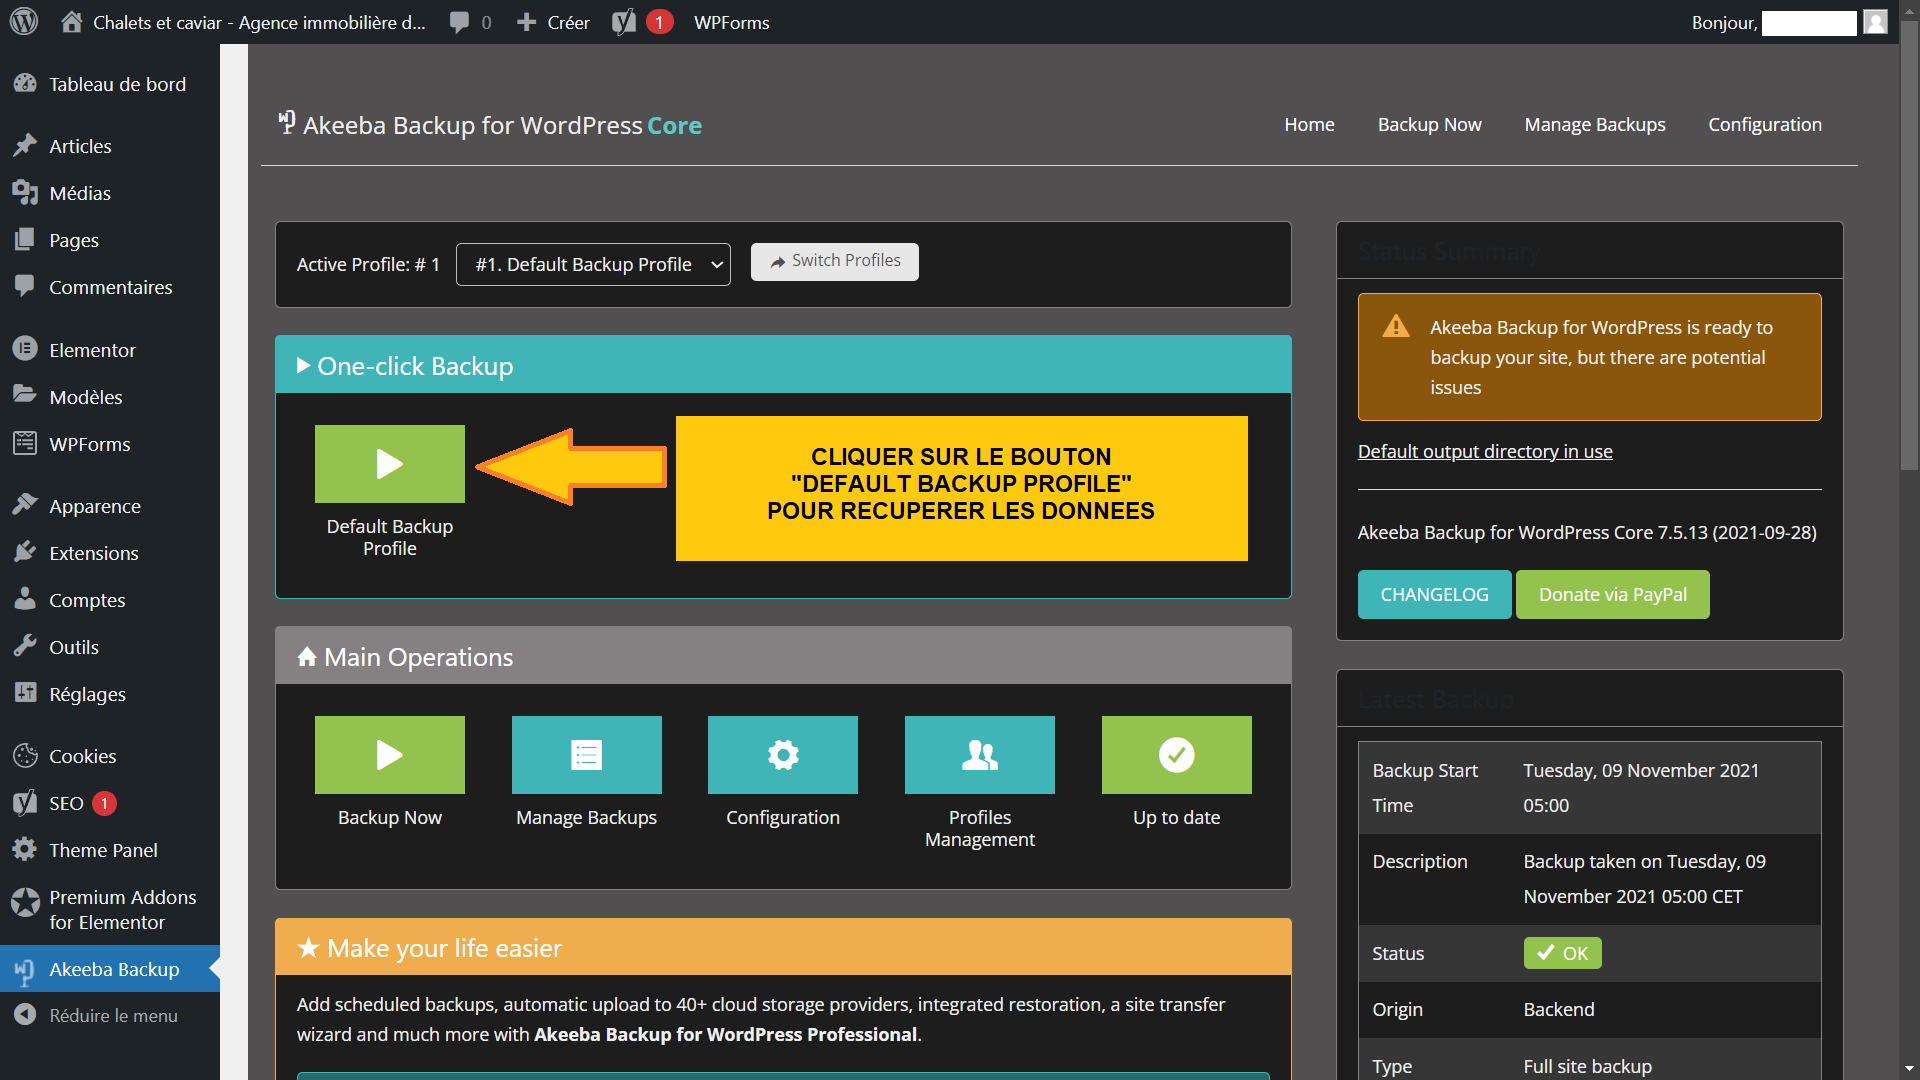 Chalets et caviar - Agence immobilière d...
0
Créer
1
WPForms
Bonjour,
Tableau de bord
Articles
Médias
Pages
Commentaires
Elementor
Modèles
WPForms
Apparence
Extensions
Comptes
Outils
Réglages
Cookies
SEO 1
Theme Panel
Premium Addons
for Elementor
Akeeba Backup
Réduire le menu
Akeeba Backup for WordPress Core
Home
Backup Now
Manage Backups
Configuration
Active Profile: # 1
#1. Default Backup Profile
Switch Profiles
One-click Backup
Default Backup
Profile
CLIQUER SUR LE BOUTON
"DEFAULT BACKUP PROFILE"
POUR RECUPERER LES DONNEES
Main Operations
Backup Now
Manage Backups
Configuration
Profiles
Management
Up to date
Make your life easier
Add scheduled backups, automatic upload to 40+ cloud storage providers, integrated restoration, a site transfer
wizard and much more with Akeeba Backup for WordPress Professional.
Status Summary
Akeeba Backup for WordPress is ready to
backup your site, but there are potential
issues
Default output directory in use
Akeeba Backup for WordPress Core 7.5.13 (2021-09-28)
CHANGELOG
Donate via PayPal
Latest Backup
Backup Start
Time
Tuesday, 09 November 2021
05:00
Description
Backup taken on Tuesday, 09
November 2021 05:00 CET
Status
OK
Origin
Backend
Type
Full site backup